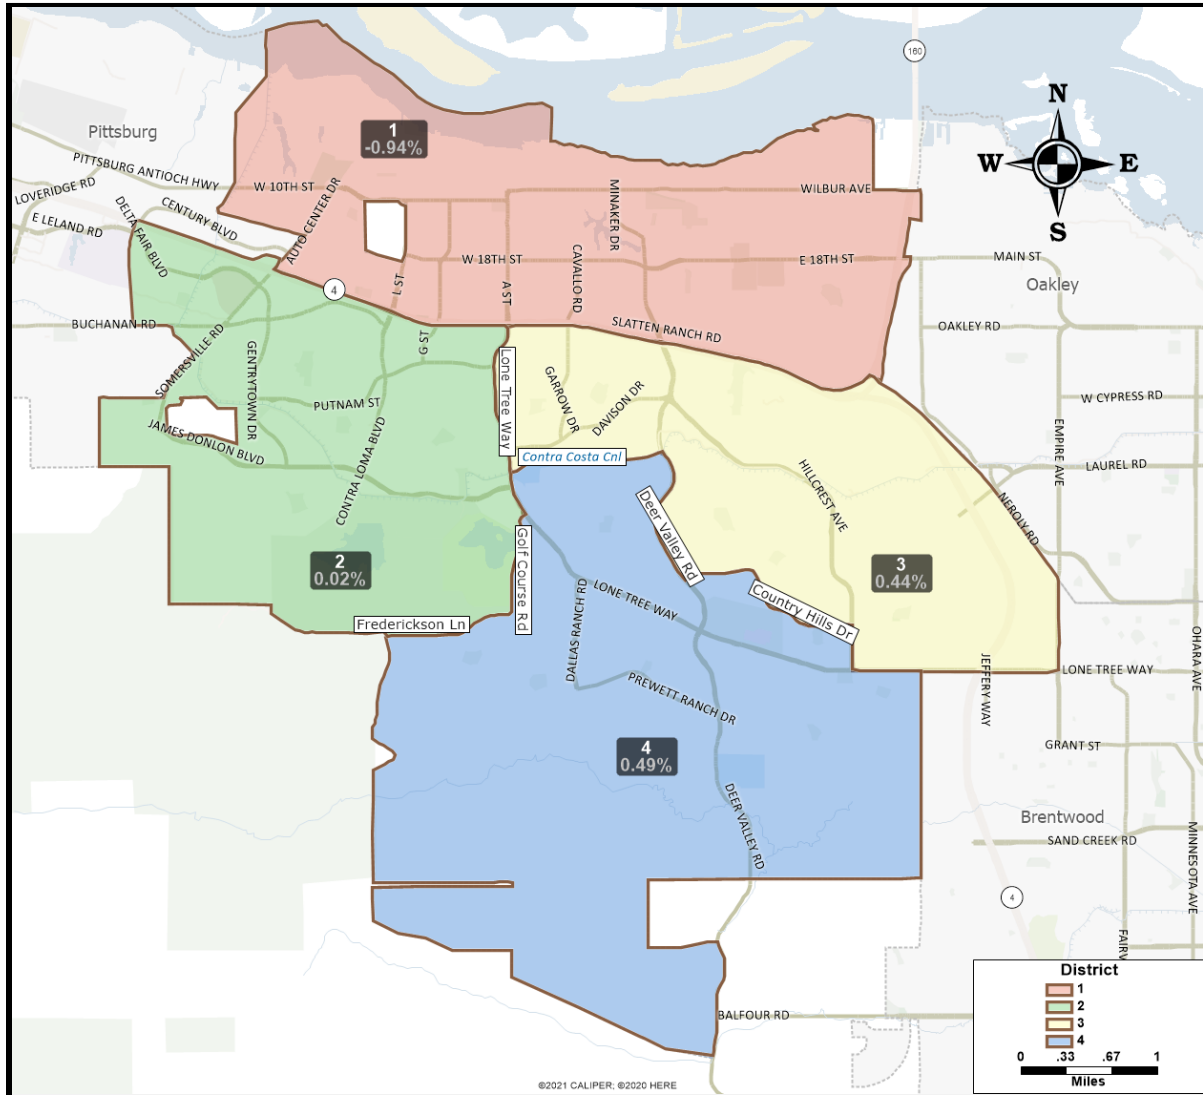 160
N
W
E
S
Pittsburg
1
-0.94%
PITTSBURG ANTIOCH HWY
LOVERIDGE RD
W 10TH ST
WILBUR AVE
MINAKER DR
DELTA FAIR BLVD
CENTURY BLVD
E LELAND RD
AUTO CENTER DR
CAVALLO RD
W 18TH ST
E 18TH ST
MAIN ST
Oakley
L ST
A ST
4
BUCHANAN RD
SLATTEN RANCH RD
OAKLEY RD
G ST
SOMERSVILLE RD
GENTRYTOWN DR
Lone Tree Way
GARROW DR
DAVISON DR
PUTNAM ST
W CYPRESS RD
JAMES DONLON BLVD
CONTRA LOMA BLVD
Contra Costa Cnl
HILLCREST AVE
EMPIRE AVE
LAUREL RD
NEROLY RD
Deer Valley Rd
Golf Course Rd
2
0.02%
3
0.44%
Frederickson Ln
DALLAS RANCH RD
LONE TREE WAY
Country Hills Dr
OHARA AVE
JEFFERY WAY
LONE TREE WAY
PREWETT RANCH DR
4
0.49%
GRANT ST
DEER VALLEY RD
Brentwood
SAND CREEK RD
MINNESOTA AVE
4
FAIRV
BALFOUR RD
District
1
2
3
4
0 .33 .67 1
Miles
©2021 CALIPER; ©2020 HERE